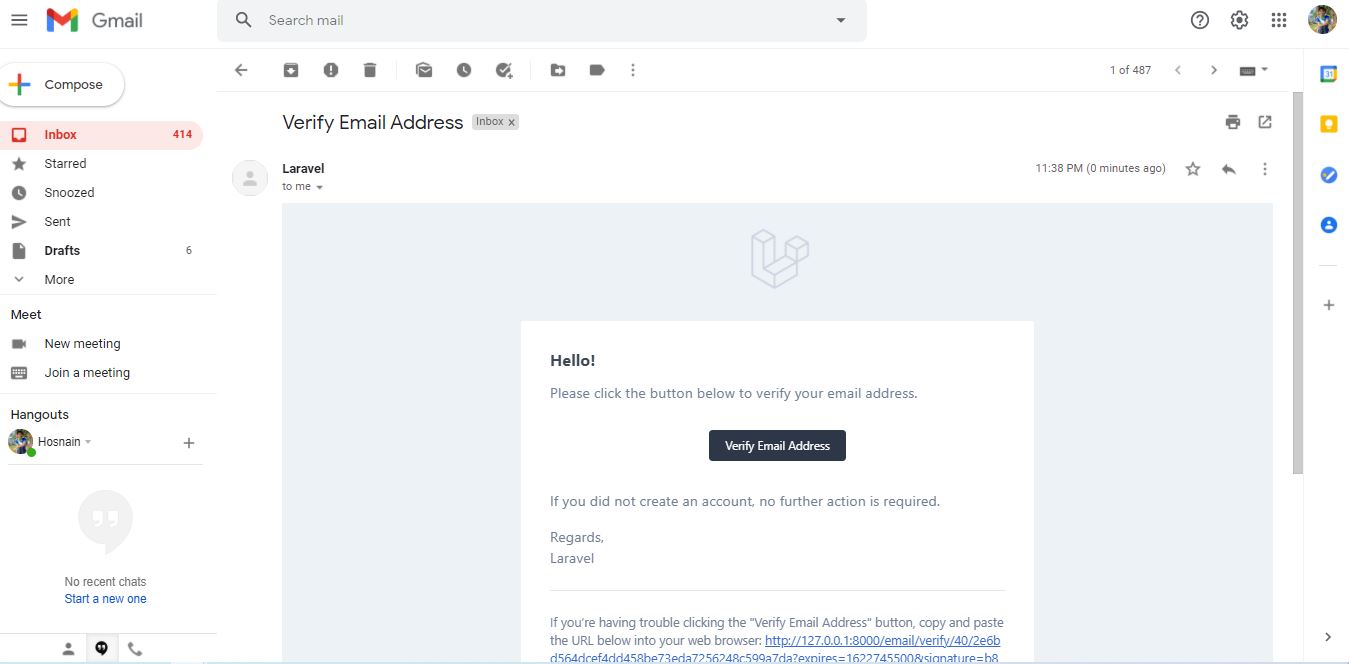 Gmail
Search mail
Compose
1 of 487
Inbox 414
Starred
Snoozed
Sent
Drafts 6
More
Meet
New meeting
Join a meeting
Hangouts
Hosnain
No recent chats
Start a new one
Verify Email Address Inbox x
Laravel
11:38 PM (0 minutes ago)
to me
Hello!
Please click the button below to verify your email address.
Verify Email Address
If you did not create an account, no further action is required.
Regards,
Laravel
If you’re having trouble clicking the "Verify Email Address" button, copy and paste
the URL below into your web browser: http://127.0.0.1:8000/email/verify/40/2e6b
d564dcef4dd458be73eda7256248c599a7da?expires=1622745500&signature=b8
31